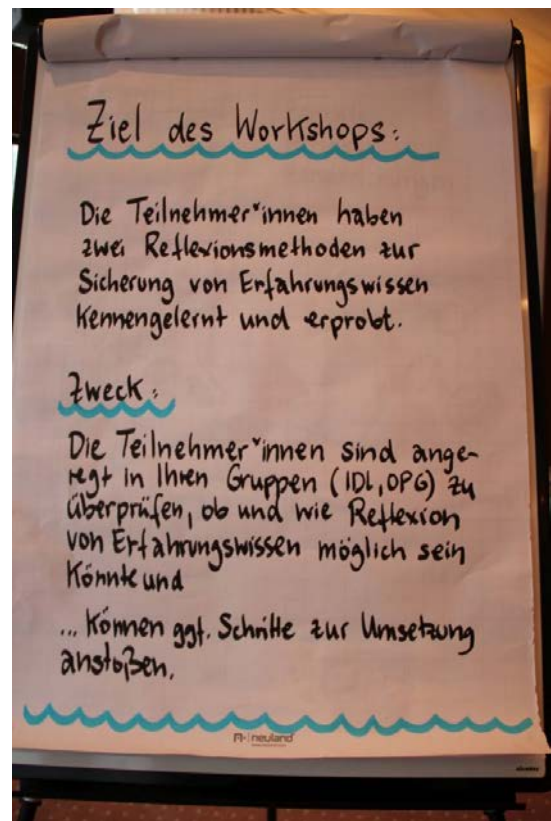 Ziel des Workshops:
Die Teilnehmer*innen haben
zwei Reflexionsmethoden zur
Sicherung von Erfahrungswissen
kennengelernt und erprobt.
Zweck:
Die Teilnehmer*innen sind ange-
regt in Ihren Gruppen (IDL, OPG) zu
überprüfen, ob und wie Reflexion
von Erfahrungswissen möglich sein
könnte und
... können ggf. Schritte zur Umsetzung
anstoßen.
neuland